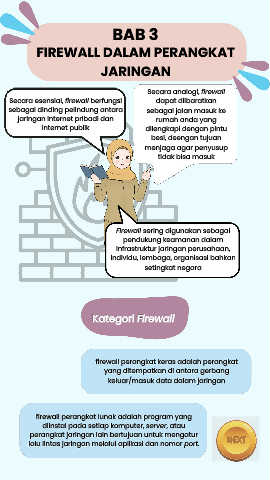 BAB 3
FIREWALL DALAM PERANGKAT
JARINGAN
Secara esensial, firewall berfungsi
sebagai dinding pelindung antara
jaringan internet pribadi dan
internet publik
Secara analogi, firewall
dapat diibaratkan
sebagai jalan masuk ke
rumah anda yang
dilengkapi dengan pintu
besi, dengan tujuan
menjaga agar penyusup
tidak bisa masuk
Firewall sering digunakan sebagai
pendukung keamanan dalam
infrastruktur jaringan perusahaan,
individu, lembaga, organisasi bahkan
setingkat negara
Kategori Firewall
firewall perangkat keras adalah perangkat
yang ditempatkan di antara gerbang
keluar/masuk data dalam jaringan
firewall perangkat lunak adalah program yang
diinstal pada setiap komputer, server, atau
perangkat jaringan lain bertujuan untuk mengatur
lalu lintas jaringan melalui aplikasi dan nomor port.
NEXT